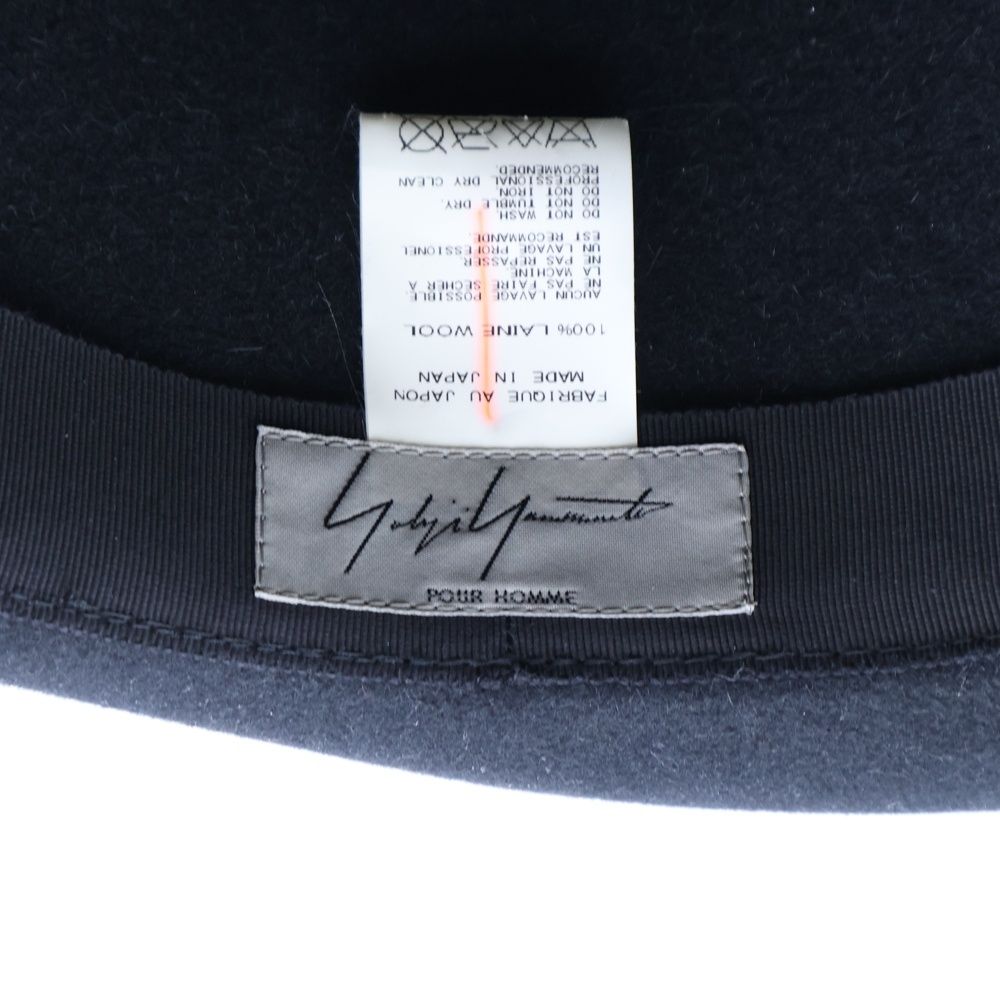 Yohji Yamamoto
POUR HOMME
FABRIQUE AU JAPON
MADE IN JAPAN
100% LAINE WOOL
AUCUN LAVAGE POSSIBLE.
NE PAS FAIRE SECHER A
LA MACHINE.
NE PAS REPASSER.
UN LAVAGE PROFESSIONEL
EST RECOMMANDE.
DO NOT WASH.
DO NOT TUMBLE DRY.
DO NOT IRON.
PROFESSIONAL DRY CLEAN
RECOMMENDED.